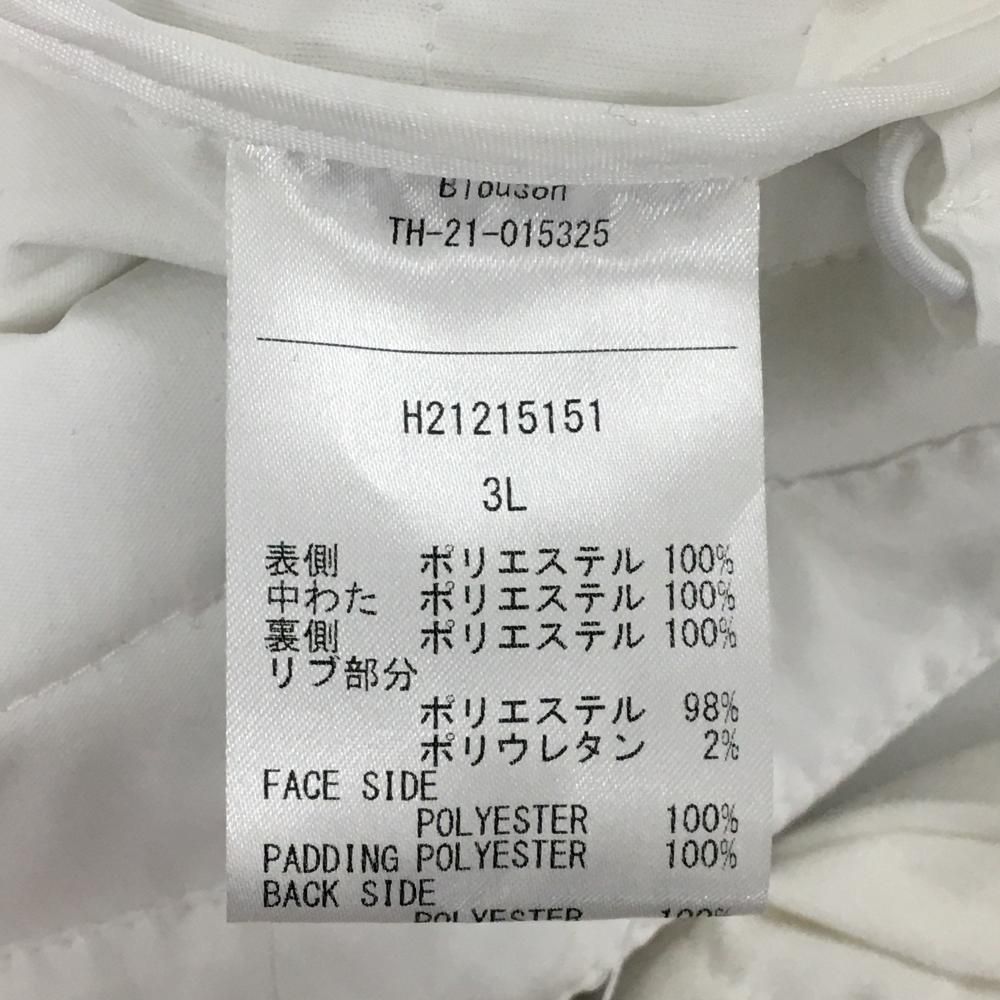 Blouson
TH-21-015325
H21215151
3L
表側 ポリエステル 100%
中わた ポリエステル 100%
裏側 ポリエステル 100%
リブ部分
ポリエステル 98%
ポリウレタン 2%
FACE SIDE
POLYESTER 100%
PADDING POLYESTER 100%
BACK SIDE
POLYESTER 100%